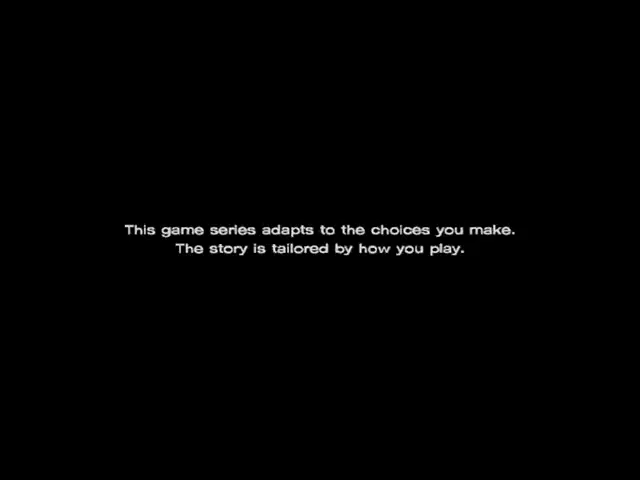 This game series adapts to the choices you make.
The story is tailored by how you play.